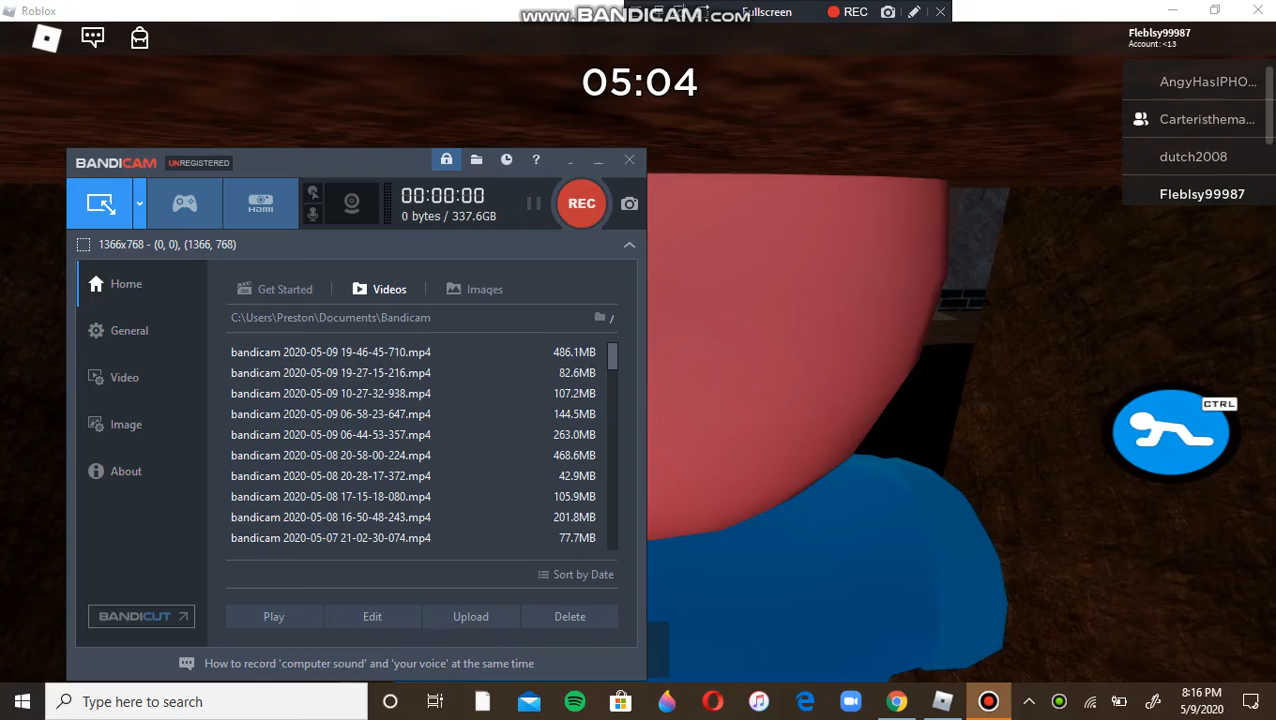 Roblox
www.BANDICAM.com
Fullscreen
REC
Fleblsy99987
Account: <13
05:04
AngyHasIPHO...
Carteristhema...
dutch2008
Fleblsy99987
BANDICAM
UNREGISTERED
?
HDMI
00:00:00
0 bytes / 337.6GB
REC
1366x768 - (0, 0), (1366, 768)
Home
General
Video
Image
About
Get Started
Videos
Images
C:\Users\Preston\Documents\Bandicam
/
bandicam 2020-05-09 19-46-45-710.mp4 486.1MB
bandicam 2020-05-09 19-27-15-216.mp4 82.6MB
bandicam 2020-05-09 10-27-32-938.mp4 107.2MB
bandicam 2020-05-09 06-58-23-647.mp4 144.5MB
bandicam 2020-05-09 06-44-53-357.mp4 263.0MB
bandicam 2020-05-08 20-58-00-224.mp4 468.6MB
bandicam 2020-05-08 20-28-17-372.mp4 42.9MB
bandicam 2020-05-08 17-15-18-080.mp4 105.9MB
bandicam 2020-05-08 16-50-48-243.mp4 201.8MB
bandicam 2020-05-07 21-02-30-074.mp4 77.7MB
Sort by Date
BANDICUT
Play
Edit
Upload
Delete
How to record 'computer sound' and 'your voice' at the same time
CTRL
Type here to search
8:16 PM
5/9/2020